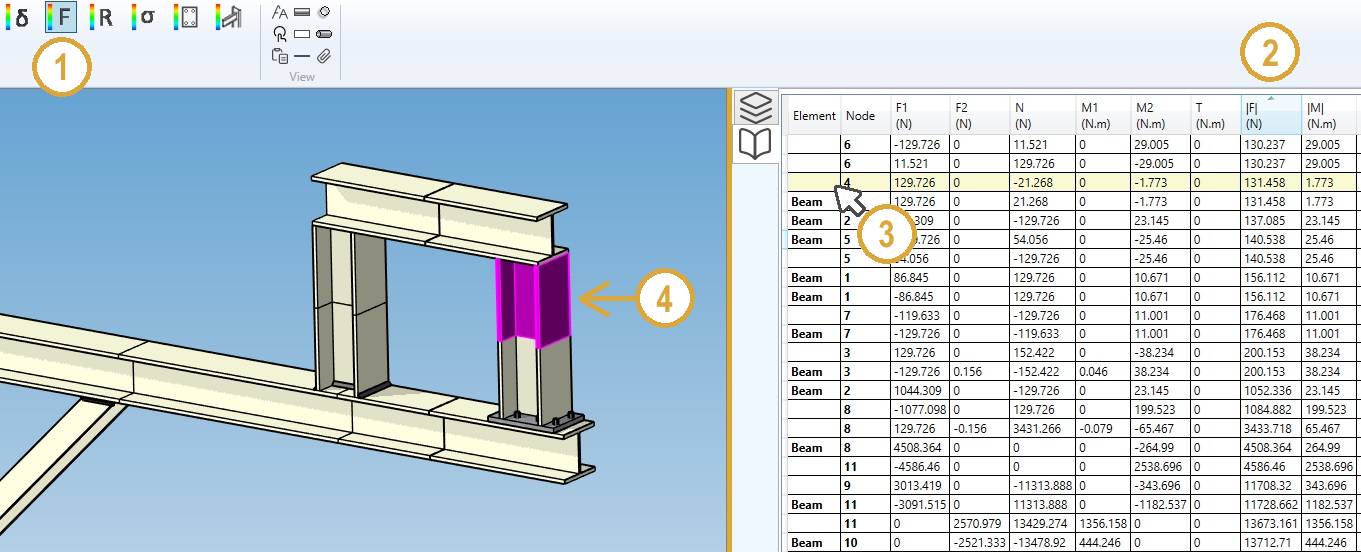 δ F R σ
1
View
2
Element Node F1 (N) F2 (N) N (N) M1 (N.m) M2 (N.m) T (N.m) |F| (N) |M| (N.m)
6 -129.726 0 11.521 0 29.005 0 130.237 29.005
6 11.521 0 129.726 0 -29.005 0 130.237 29.005
4 129.726 0 -21.268 0 -1.773 0 131.458 1.773
Beam 129.726 0 21.268 0 -1.773 0 131.458 1.773
Beam 2 0 -129.726 0 23.145 0 137.085 23.145
Beam 5 0 54.056 0 -25.46 0 140.538 25.46
5 0 -129.726 0 -25.46 0 140.538 25.46
Beam 1 86.845 0 129.726 0 10.671 0 156.112 10.671
Beam 1 -86.845 0 129.726 0 10.671 0 156.112 10.671
7 -119.633 0 -129.726 0 11.001 0 176.468 11.001
Beam 7 -129.726 0 -119.633 0 11.001 0 176.468 11.001
3 129.726 0 152.422 0 -38.234 0 200.153 38.234
Beam 3 -129.726 0.156 -152.422 0.046 38.234 0 200.153 38.234
Beam 2 1044.309 0 -129.726 0 23.145 0 1052.336 23.145
8 -1077.098 0 129.726 0 199.523 0 1084.882 199.523
8 129.726 -0.156 3431.266 -0.079 -65.467 0 3433.718 65.467
Beam 8 4508.364 0 0 0 -264.99 0 4508.364 264.99
11 -4586.46 0 0 0 2538.696 0 4586.46 2538.696
9 3013.419 0 -11313.888 0 -343.696 0 11708.32 343.696
Beam 11 -3091.515 0 11313.888 0 -1182.537 0 11728.662 1182.537
11 0 2570.979 13429.274 1356.158 0 0 13673.161 1356.158
Beam 10 0 -2521.333 -13478.92 444.246 0 0 13712.71 444.246
3
4